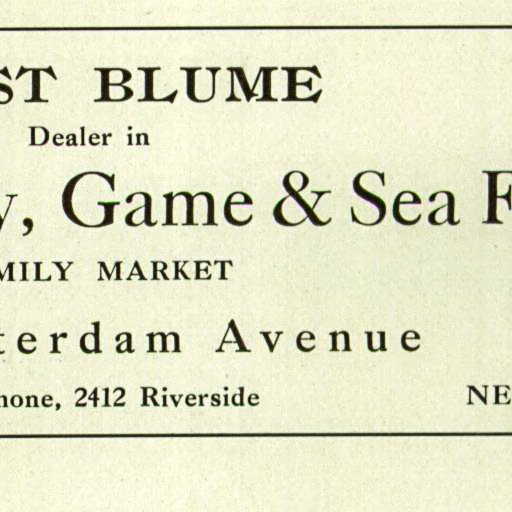 ST BLUME
Dealer in
y, Game & Sea F
MILY MARKET
terdam Avenue
hone, 2412 Riverside NE